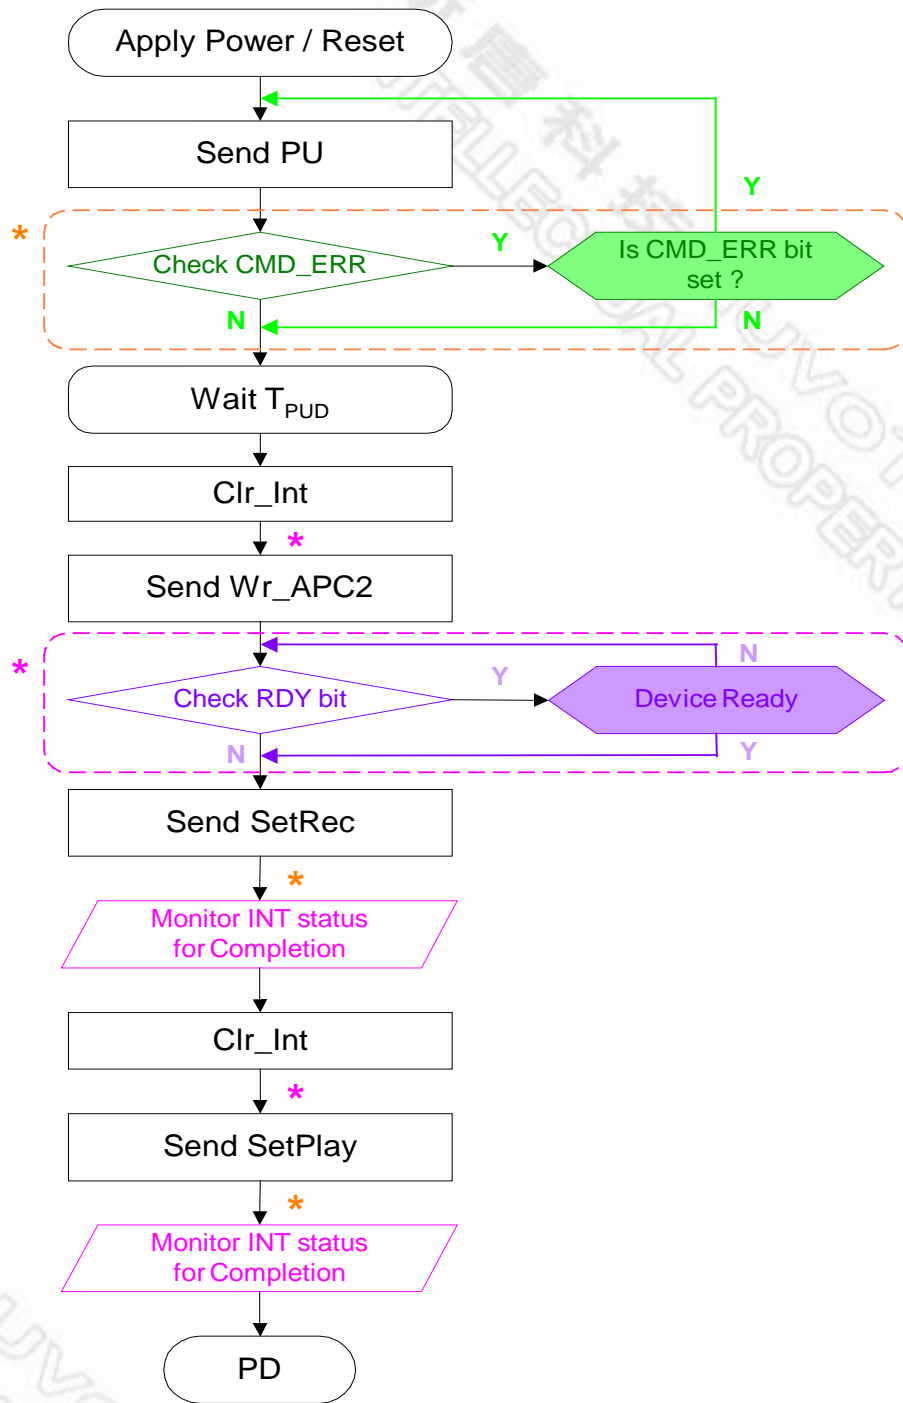 Apply Power / Reset
Send PU
Y
*
Check CMD_ERR
Y
Is CMD_ERR bit
set ?
N
N
Wait TPUD
Clr_Int
*
Send Wr_APC2
*
N
Check RDY bit
Y
Device Ready
N
Y
Send SetRec
*
Monitor INT status
for Completion
Clr_Int
*
Send SetPlay
*
Monitor INT status
for Completion
PD